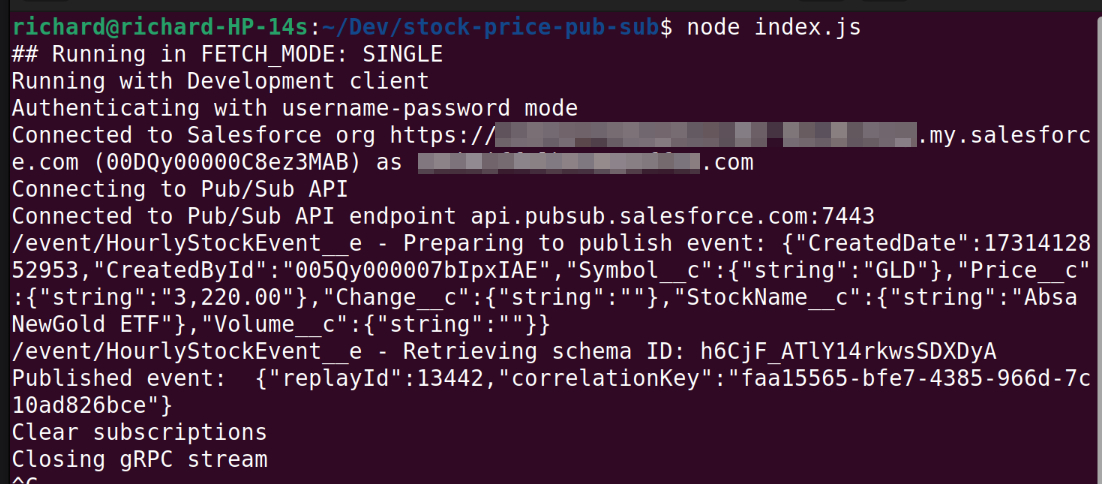 richard@richard-HP-14s:~/Dev/stock-price-pub-sub$ node index.js
## Running in FETCH_MODE: SINGLE
Running with Development client
Authenticating with username-password mode
Connected to Salesforce org https://.my.salesforc
e.com (00DQy00000C8ez3MAB) as .com
Connecting to Pub/Sub API
Connected to Pub/Sub API endpoint api.pubsub.salesforce.com:7443
/event/HourlyStockEvent__e - Preparing to publish event: {"CreatedDate":17314128
52953,"CreatedById":"005Qy000007bIpxIAE","Symbol__c":{"string":"GLD"},"Price__c"
:{"string":"3,220.00"},"Change__c":{"string":""},"StockName__c":{"string":"Absa
NewGold ETF"},"Volume__c":{"string":""}}
/event/HourlyStockEvent__e - Retrieving schema ID: h6CjF_ATlY14rkwsSDXDyA
Published event:  {"replayId":13442,"correlationKey":"faa15565-bfe7-4385-966d-7c
10ad826bce"}
Clear subscriptions
Closing gRPC stream